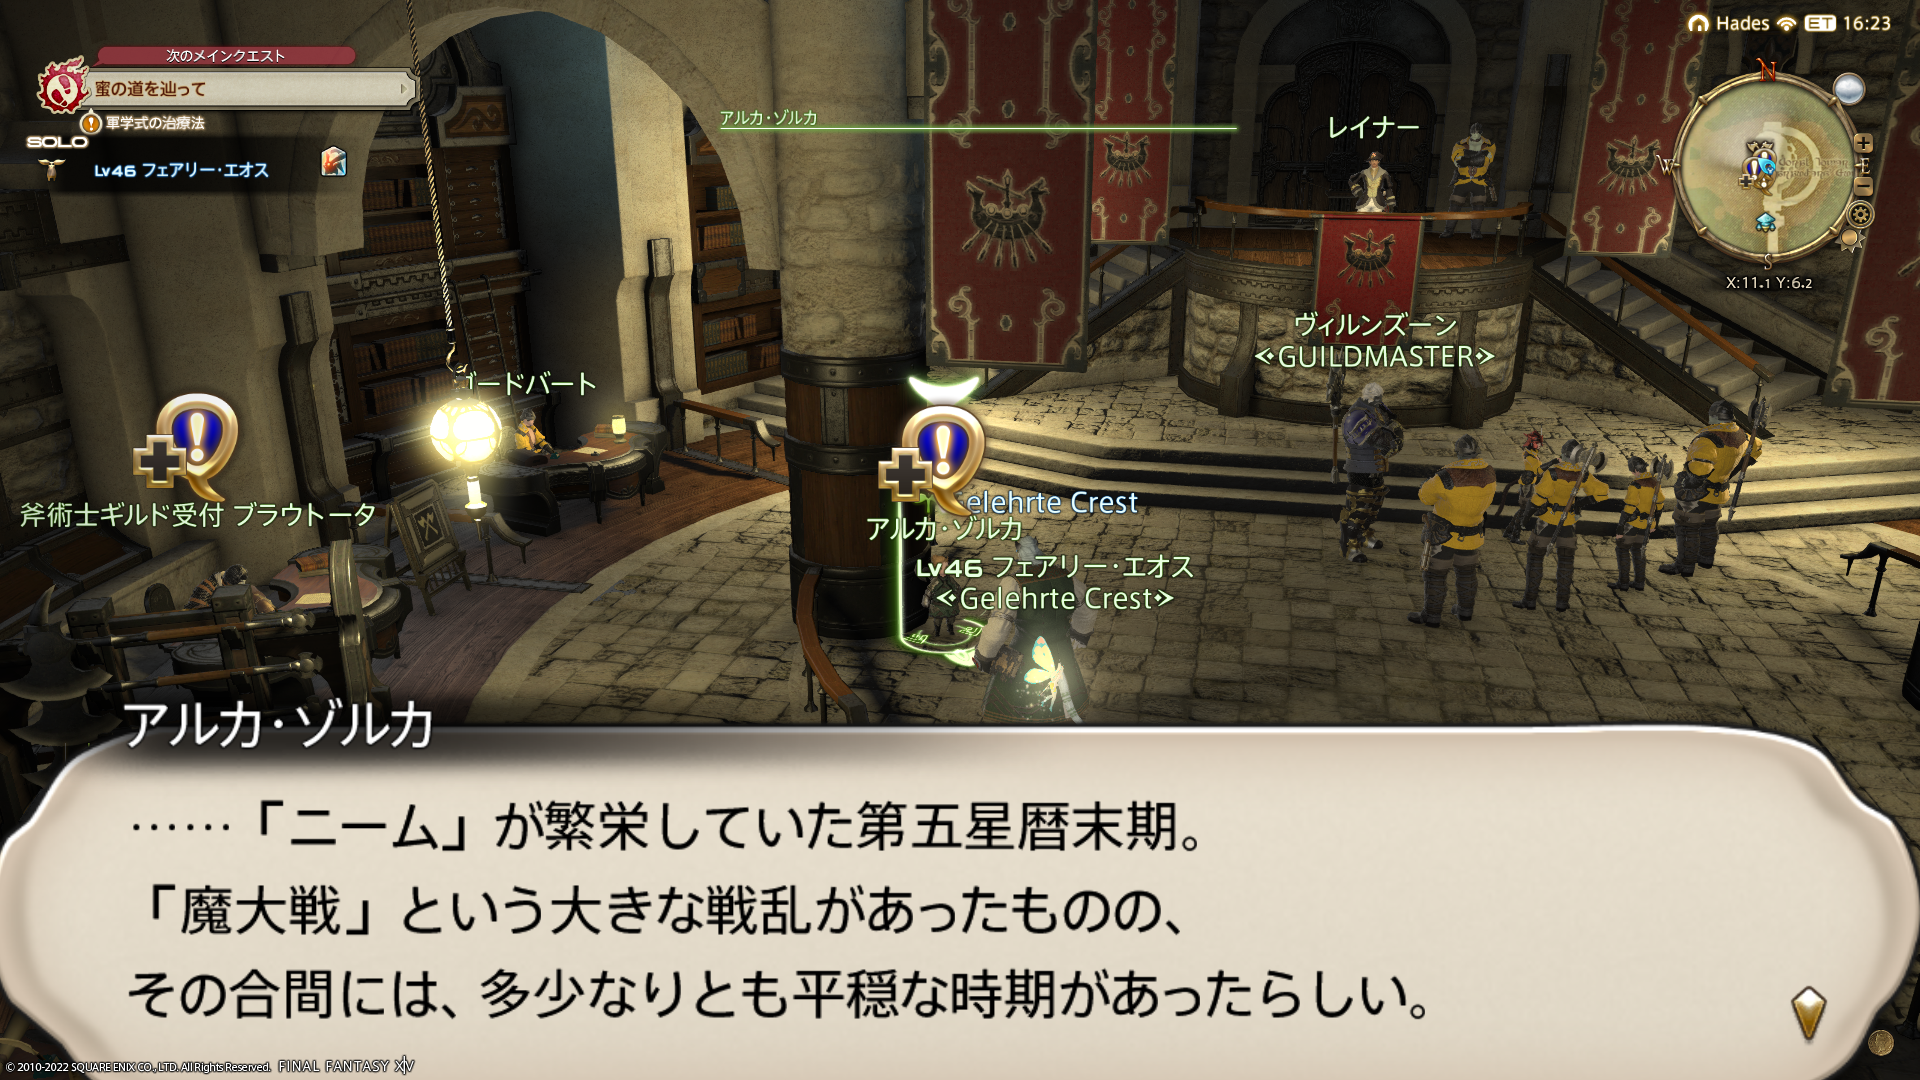 次のメインクエスト
蜜の道を辿って
軍学式の治療法
SOLO
Lv46 フェアリー・エオス
アルカ・ゾルカ
Hades ET 16:23
N
W
E
S
X:11.1 Y:6.2
レイナー
ヴィルンズーン
«GUILDMASTER»
ードバート
斧術士ギルド受付 ブラウトータ
elehrte Crest
アルカ・ゾルカ
Lv46 フェアリー・エオス
«Gelehrte Crest»
アルカ・ゾルカ
……「ニーム」が繁栄していた第五星暦末期。
「魔大戦」という大きな戦乱があったものの、
その合間には、多少なりとも平穏な時期があったらしい。
© 2010-2022 SQUARE ENIX CO., LTD. All Rights Reserved. FINAL FANTASY XIV